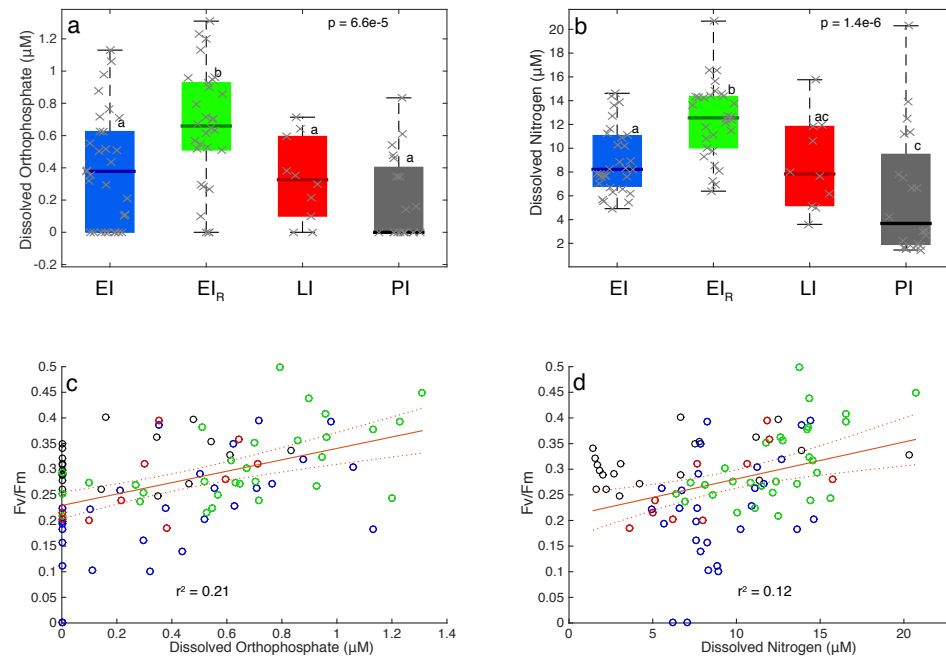 a
p = 6.6e-5
b
p = 1.4e-6
Dissolved Orthophosphate (µM)
1.2
1
0.8
0.6
0.4
0.2
0
-0.2
a
b
a
a
EI
EI_R
LI
PI
Dissolved Nitrogen (µM)
20
18
16
14
12
10
8
6
4
2
a
b
ac
c
EI
EI_R
LI
PI
c
Fv/Fm
0.5
0.45
0.4
0.35
0.3
0.25
0.2
0.15
0.1
0.05
0
r² = 0.21
0 0.2 0.4 0.6 0.8 1 1.2 1.4
Dissolved Orthophosphate (µM)
d
Fv/Fm
0.5
0.45
0.4
0.35
0.3
0.25
0.2
0.15
0.1
0.05
0
r² = 0.12
0 5 10 15 20
Dissolved Nitrogen (µM)